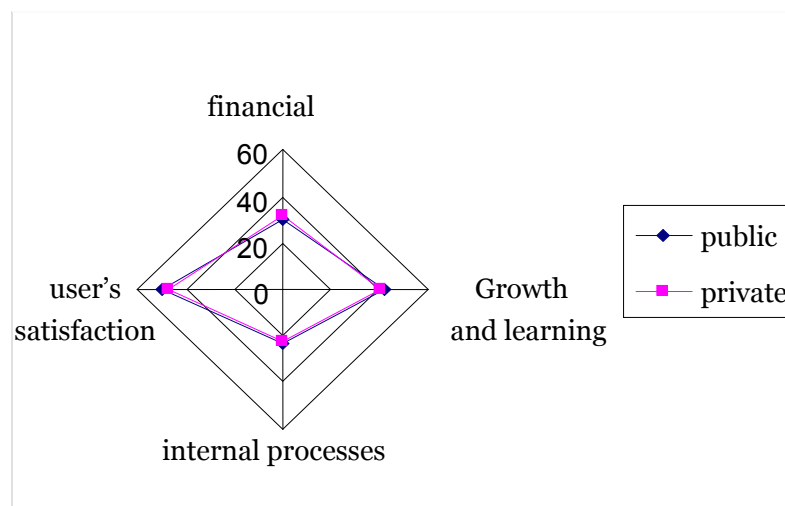 financial
60
40
20
0
user's
satisfaction
Growth
and learning
internal processes
public
private